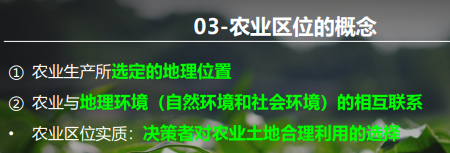 03-农业区位的概念
① 农业生产所选定的地理位置
② 农业与地理环境（自然环境和社会环境）的相互联系
• 农业区位实质：决策者对农业土地合理利用的选择